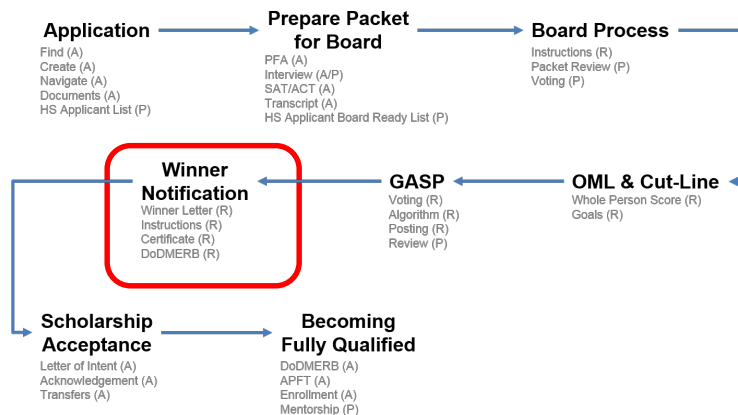 Application
Find (A)
Create (A)
Navigate (A)
Documents (A)
HS Applicant List (P)
Prepare Packet
for Board
PFA (A)
Interview (A/P)
SAT/ACT (A)
Transcript (A)
HS Applicant Board Ready List (P)
Board Process
Instructions (R)
Packet Review (P)
Voting (P)
Winner
Notification
Winner Letter (R)
Instructions (R)
Certificate (R)
DoDMERB (R)
GASP
Voting (R)
Algorithm (R)
Posting (R)
Review (P)
OML & Cut-Line
Whole Person Score (R)
Goals (R)
Scholarship
Acceptance
Letter of Intent (A)
Acknowledgement (A)
Transfers (A)
Becoming
Fully Qualified
DoDMERB (A)
APFT (A)
Enrollment (A)
Mentorship (P)